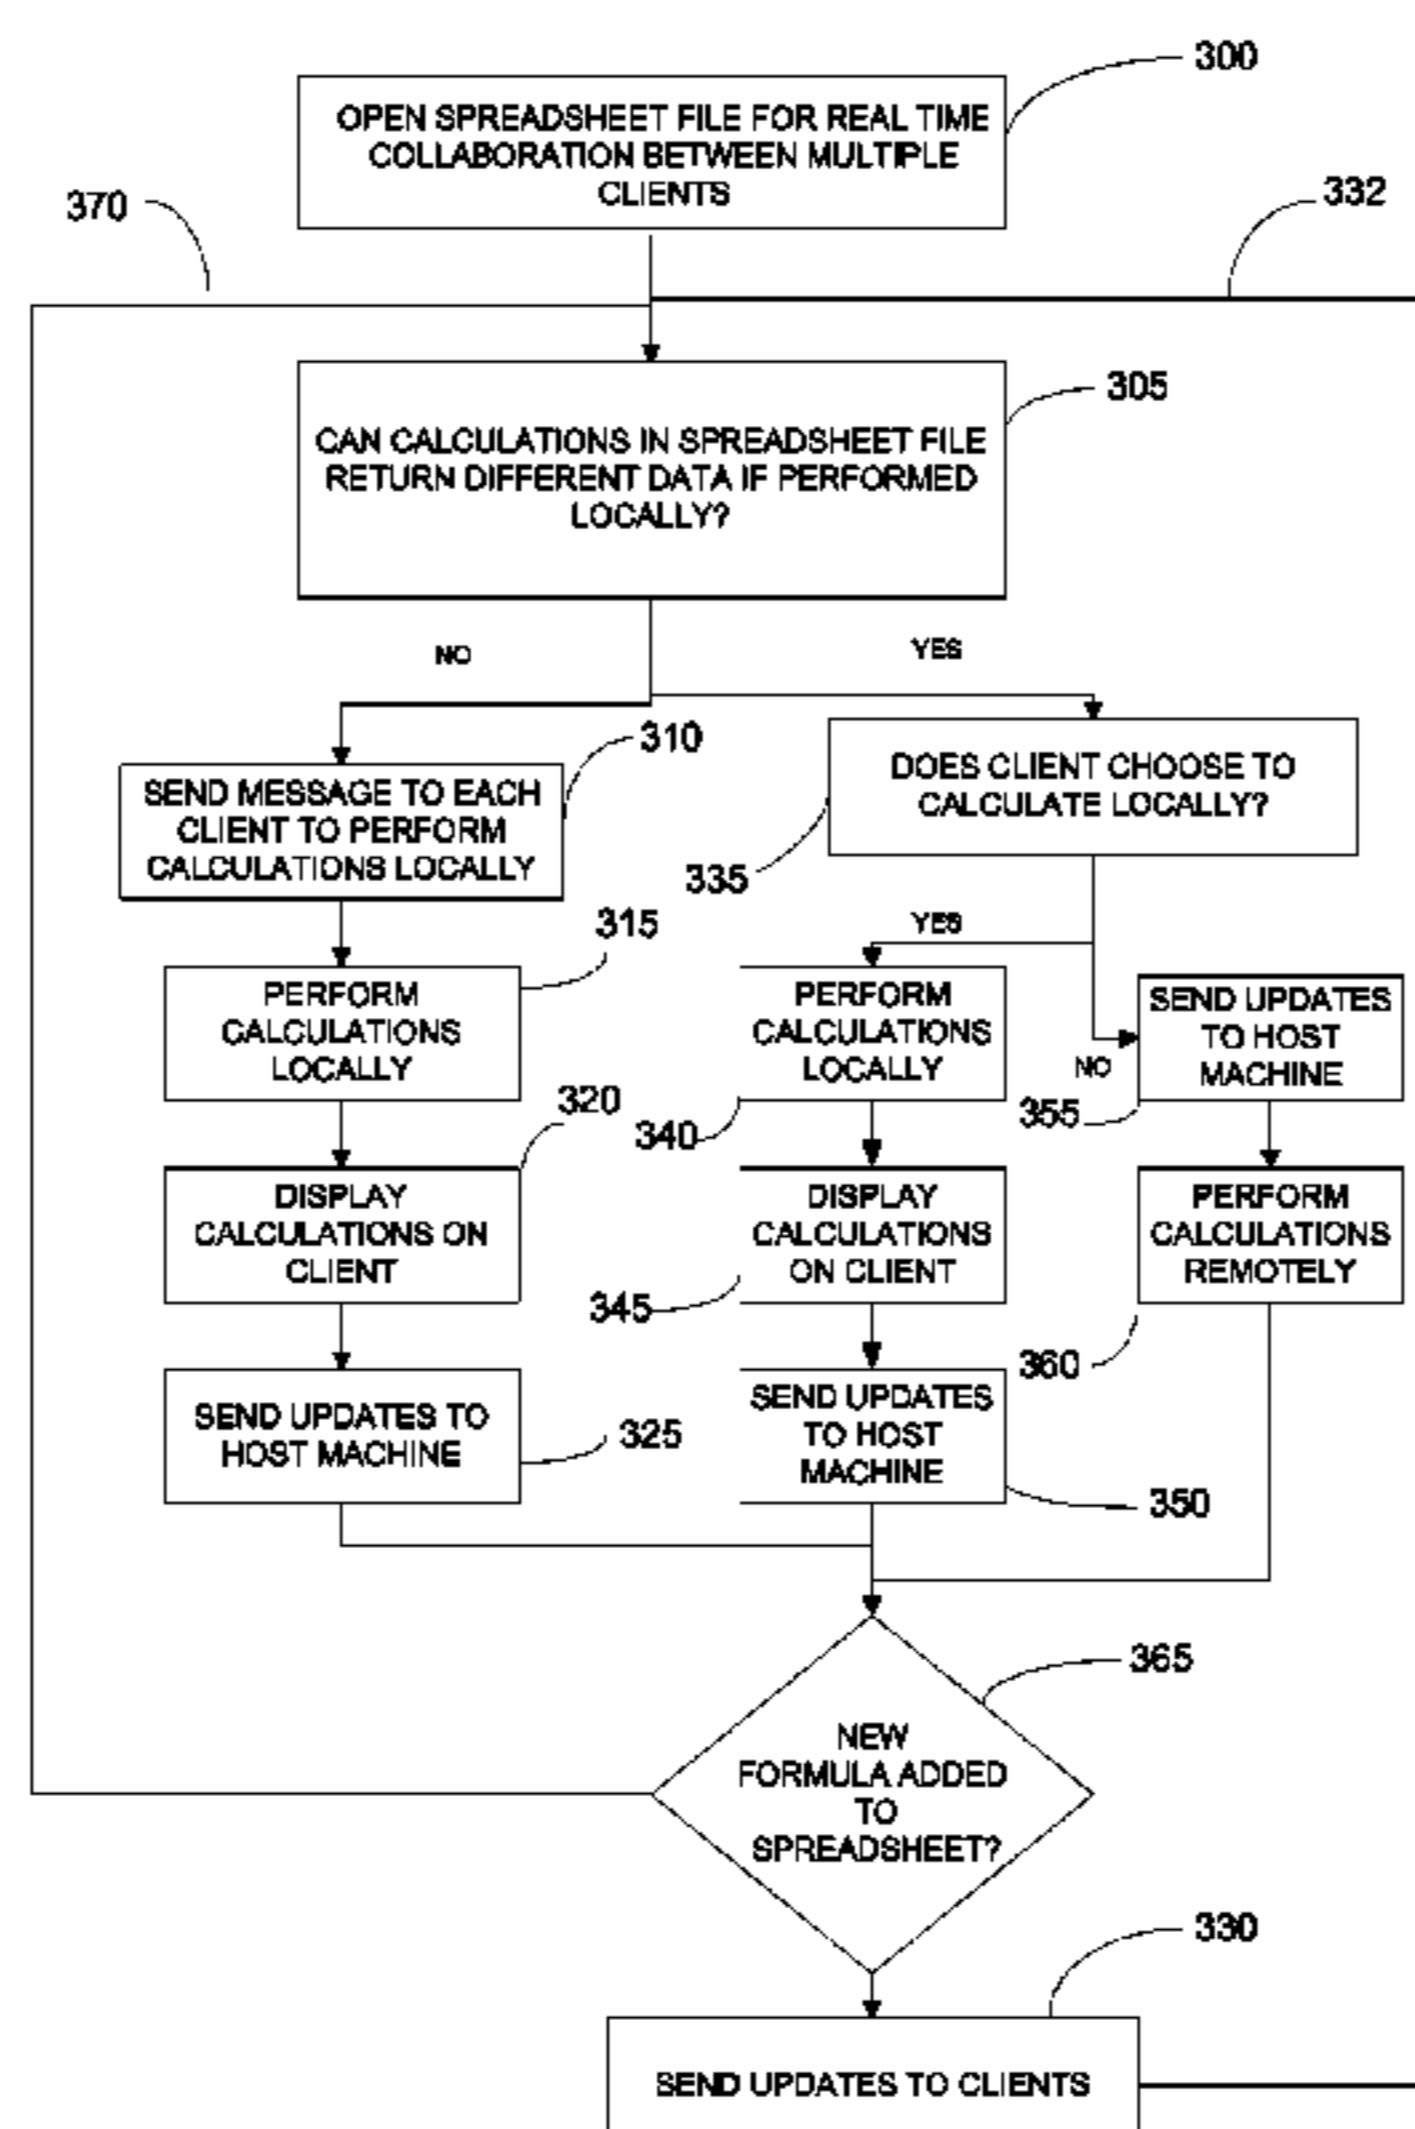 300
OPEN SPREADSHEET FILE FOR REAL TIME
COLLABORATION BETWEEN MULTIPLE
CLIENTS
370
332
305
CAN CALCULATIONS IN SPREADSHEET FILE
RETURN DIFFERENT DATA IF PERFORMED
LOCALLY?
NO
YES
310
SEND MESSAGE TO EACH
CLIENT TO PERFORM
CALCULATIONS LOCALLY
DOES CLIENT CHOOSE TO
CALCULATE LOCALLY?
335
315
YES
PERFORM
CALCULATIONS
LOCALLY
PERFORM
CALCULATIONS
LOCALLY
NO
SEND UPDATES
TO HOST
MACHINE
320
340
355
DISPLAY
CALCULATIONS ON
CLIENT
DISPLAY
CALCULATIONS
ON CLIENT
PERFORM
CALCULATIONS
REMOTELY
345
360
SEND UPDATES TO
HOST MACHINE
325
SEND UPDATES
TO HOST
MACHINE
350
365
NEW
FORMULA ADDED
TO
SPREADSHEET?
330
SEND UPDATES TO CLIENTS